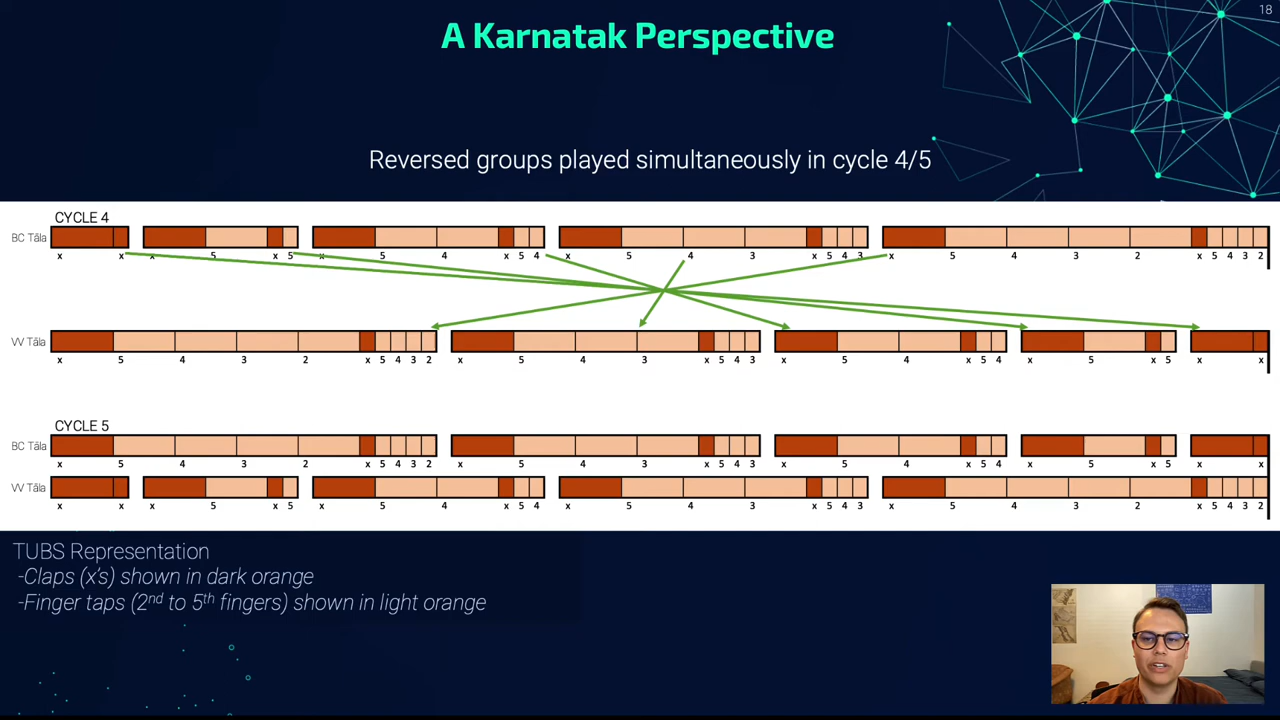 18
A Karnatak Perspective
Reversed groups played simultaneously in cycle 4/5
CYCLE 4
BC Tāla
x x x 5 x 5 x 5 4 x 5 4 x 5 4 3 x 5 4 3 x 5 4 3 2 x 5 4 3 2
VV Tāla
x 5 4 3 2 x 5 4 3 2 x 5 4 3 x 5 4 3 x 5 4 x 5 4 x 5 x 5 x x
CYCLE 5
BC Tāla
x 5 4 3 2 x 5 4 3 2 x 5 4 3 x 5 4 3 x 5 4 x 5 4 x 5 x 5 x x
VV Tāla
x x x 5 x 5 x 5 4 x 5 4 x 5 4 3 x 5 4 3 x 5 4 3 2 x 5 4 3 2
TUBS Representation
-Claps (x's) shown in dark orange
-Finger taps (2nd to 5th fingers) shown in light orange